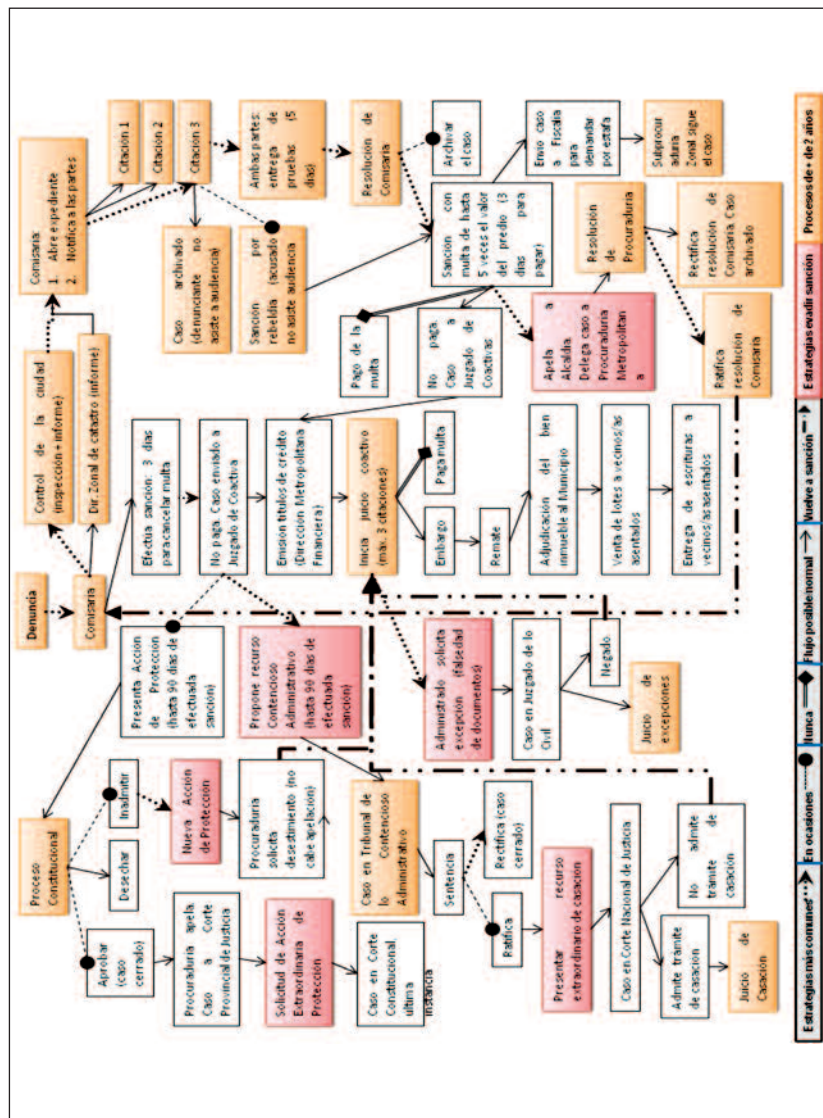 Denuncia
Comisaria
Control de la ciudad
(inspección + informe)
Dir. Zonal de catastro (informe)
Comisaria:
1. Abre expediente
2. Notifica a las partes
Citación 1
Citación 2
Citación 3
Caso archivado
(denunciante no
asiste a audiencia)
Sanción por
rebeldía (acusado
no asiste audiencia
Ambas partes:
entrega de
pruebas (5
días)
Resolución de
Comisaria
Archivar
el caso
Sanción con
multa de hasta
5 veces el valor
del predio (3
días para
pagar)
Envío caso
a Fiscalía
para
demandar
por estafa
Subprocur
aduría
Zonal sigue
el caso
Pago de la
multa
No paga.
Caso a
Juzgado de
Coactivas
Apela a
Alcaldía.
Delega caso a
Procuraduría
Metropolitan
a
Resolución
de
Procuraduría
Rectifica
resolución de
Comisaría. Caso
archivado
Ratifica
resolución de
Comisaría
Efectúa sanción: 3 días
para cancelar multa
No paga. Caso enviado a
Juzgado de Coactiva
Emisión títulos de crédito
(Dirección Metropolitana
Financiera)
Inicia juicio coactivo
(máx. 3 citaciones)
Paga multa
Embargo
Remate
Adjudicación del bien
inmueble al Municipio
Venta de lotes a vecinos/as
asentados
Entrega de escrituras a
vecinos/as asentados
Presenta Acción
de Protección
(hasta 90 días de
efectuada
sanción)
Propone recurso
Contencioso
Administrativo
(hasta 90 días de
efectuada
sanción)
Administrado solicita
excepción (falsedad
de documentos)
Caso en Juzgado de lo
Civil
Negado.
Juicio de
excepciones
Proceso
Constitucional
Aprobar
(caso
cerrado)
Desechar
Inadmitir
Nueva Acción
de Protección
Procuraduría
solicita
desestimiento (no
cabe apelación)
Procuraduría apela.
Caso a Corte
Provincial de Justicia
Solicitud de Acción
Extraordinaria de
Protección
Caso en Corte
Constitucional
ultima
instancia
Caso en Tribunal de
lo Contencioso
Administrativo
Sentencia
Ratifica
Rectifica (caso
cerrado)
Presentar recurso
extraordinario de casación
Caso en Corte Nacional de Justicia
Admite trámite
de casación
No admite
trámite de
casación
Juicio de
Casación
Estrategias más comunes
En ocasiones
Nunca
Flujo posible normal
Vuelve a sanción
Estrategias evadir sanción
Procesos de + de 2 años